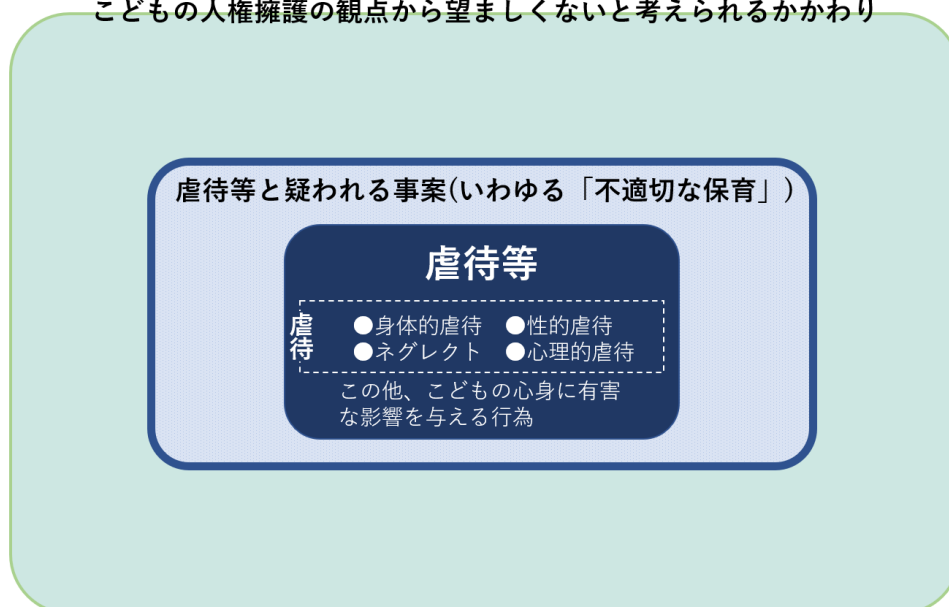 こどもの人権擁護の観点から望ましくないと考えられるかかわり
虐待等と疑われる事案(いわゆる「不適切な保育」)
虐待等
虐待
●身体的虐待 ●性的虐待
●ネグレクト ●心理的虐待
この他、こどもの心身に有害
な影響を与える行為